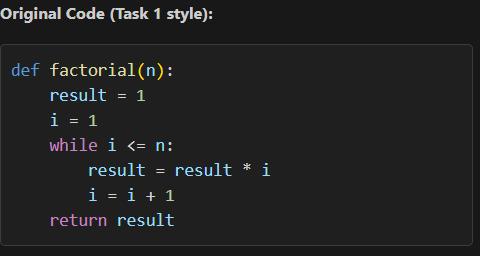 Original Code (Task 1 style):
def factorial(n):
    result = 1
    i = 1
    while i <= n:
        result = result * i
        i = i + 1
    return result